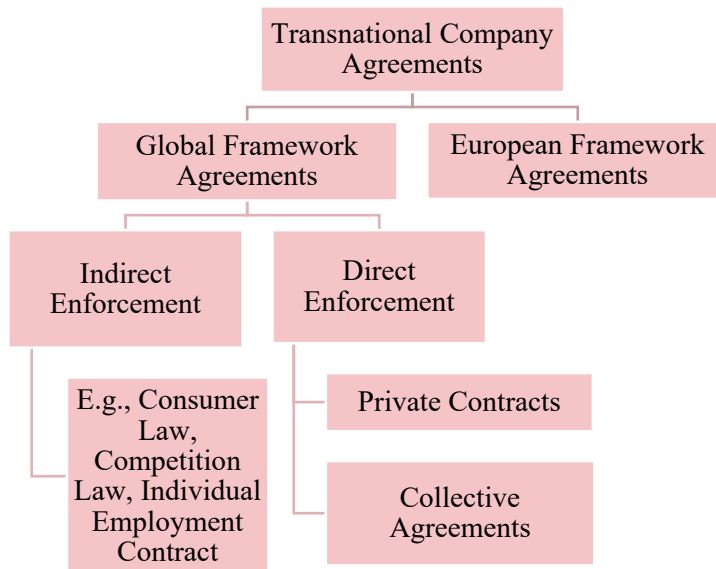 Transnational Company
Agreements
Global Framework
Agreements
European Framework
Agreements
Indirect
Enforcement
Direct
Enforcement
E.g., Consumer
Law,
Competition
Law, Individual
Employment
Contract
Private Contracts
Collective
Agreements